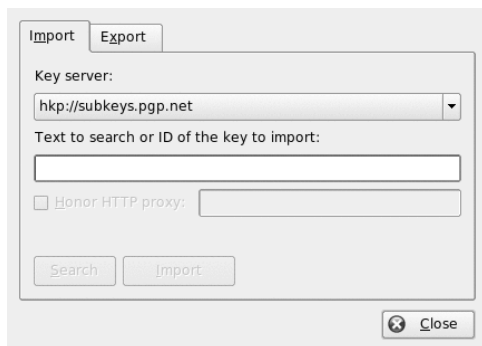 Import Export
Key server:
hkp://subkeys.pgp.net
Text to search or ID of the key to import:
Honor HTTP proxy:
Search Import
Close